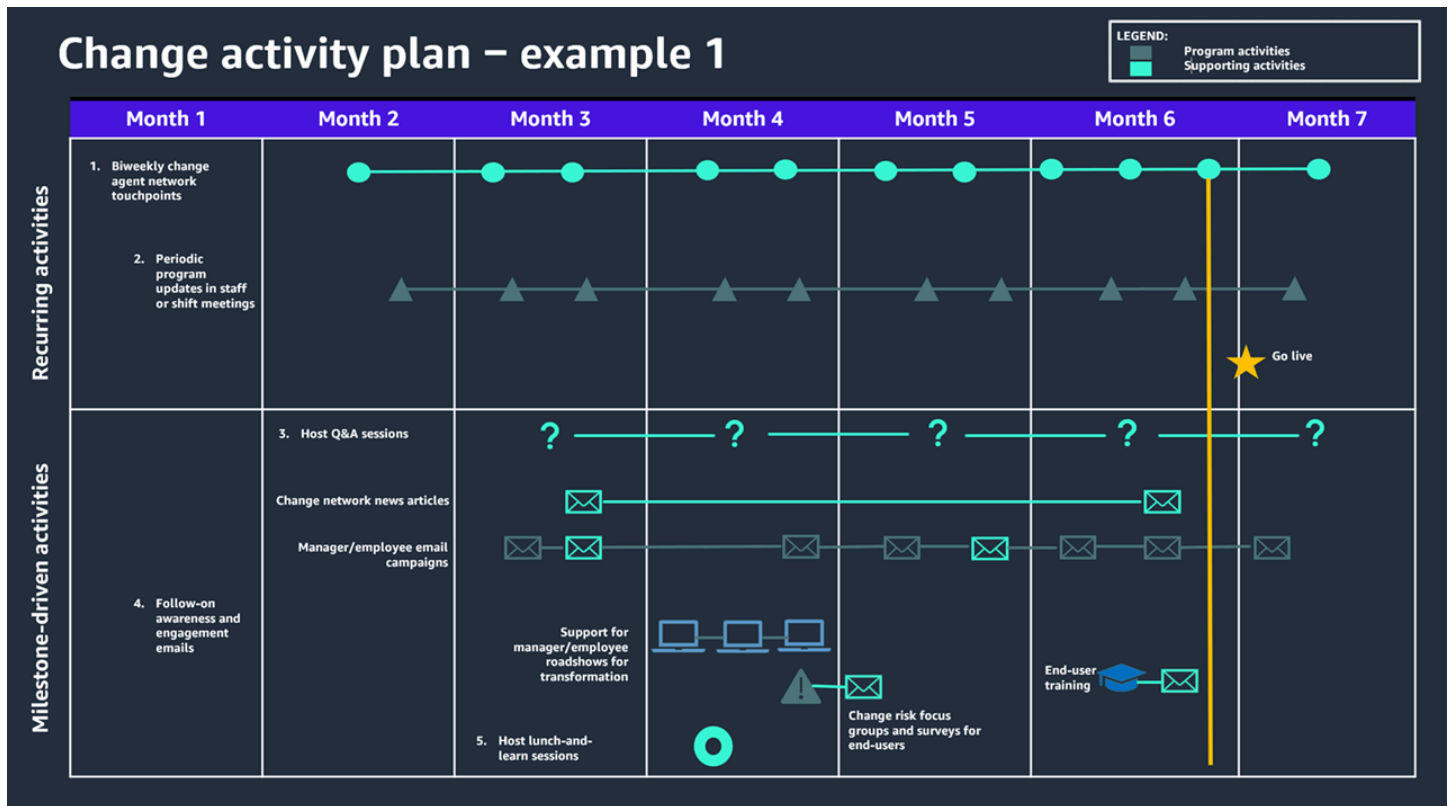 Change activity plan – example 1
LEGEND:
Program activities
Supporting activities
Month 1
Month 2
Month 3
Month 4
Month 5
Month 6
Month 7
Recurring activities
1. Biweekly change
agent network
touchpoints
2. Periodic
program
updates in staff
or shift meetings
Go live
Milestone-driven activities
3. Host Q&A sessions
? ? ? ? ?
Change network news articles
Manager/employee email
campaigns
4. Follow-on
awareness and
engagement
emails
Support for
manager/employee
roadshows for
transformation
End-user
training
Change risk focus
groups and surveys for
end-users
5. Host lunch-and-
learn sessions